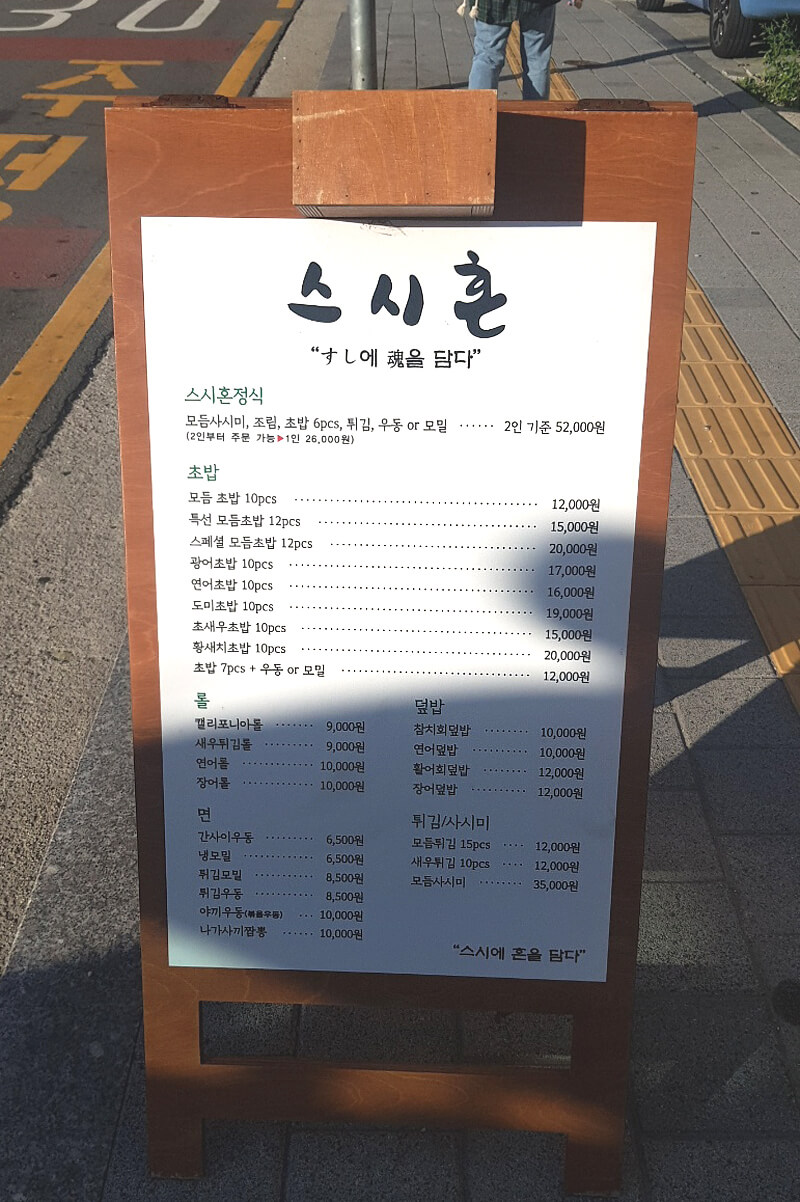 30
주
정
스시혼
“すし에 魂을 담다”
스시혼정식
모듬사시미, 조림, 초밥 6pcs, 튀김, 우동 or 모밀 ······ 2인 기준 52,000원
(2인부터 주문 가능▶1인 26,000원)
초밥
모듬 초밥 10pcs 12,000원
특선 모듬초밥 12pcs 15,000원
스페셜 모듬초밥 12pcs 20,000원
광어초밥 10pcs 17,000원
연어초밥 10pcs 16,000원
도미초밥 10pcs 19,000원
초새우초밥 10pcs 15,000원
황새치초밥 10pcs 20,000원
초밥 7pcs + 우동 or 모밀 12,000원
롤
캘리포니아롤 ······· 9,000원
새우튀김롤 9,000원
연어롤 10,000원
장어롤 10,000원
덮밥
참치회덮밥 10,000원
연어덮밥 10,000원
활어회덮밥 12,000원
장어덮밥 12,000원
면
간사이우동 6,500원
냉모밀 6,500원
튀김모밀 8,500원
튀김우동 8,500원
야끼우동(볶음우동) 10,000원
나가사끼짬뽕 10,000원
튀김/사시미
모듬튀김 15pcs 12,000원
새우튀김 10pcs 12,000원
모듬사시미 35,000원
“스시에 혼을 담다”